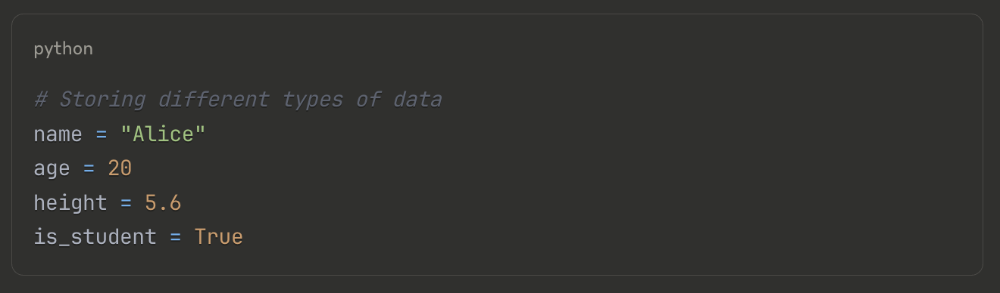 python
# Storing different types of data
name = "Alice"
age = 20
height = 5.6
is_student = True